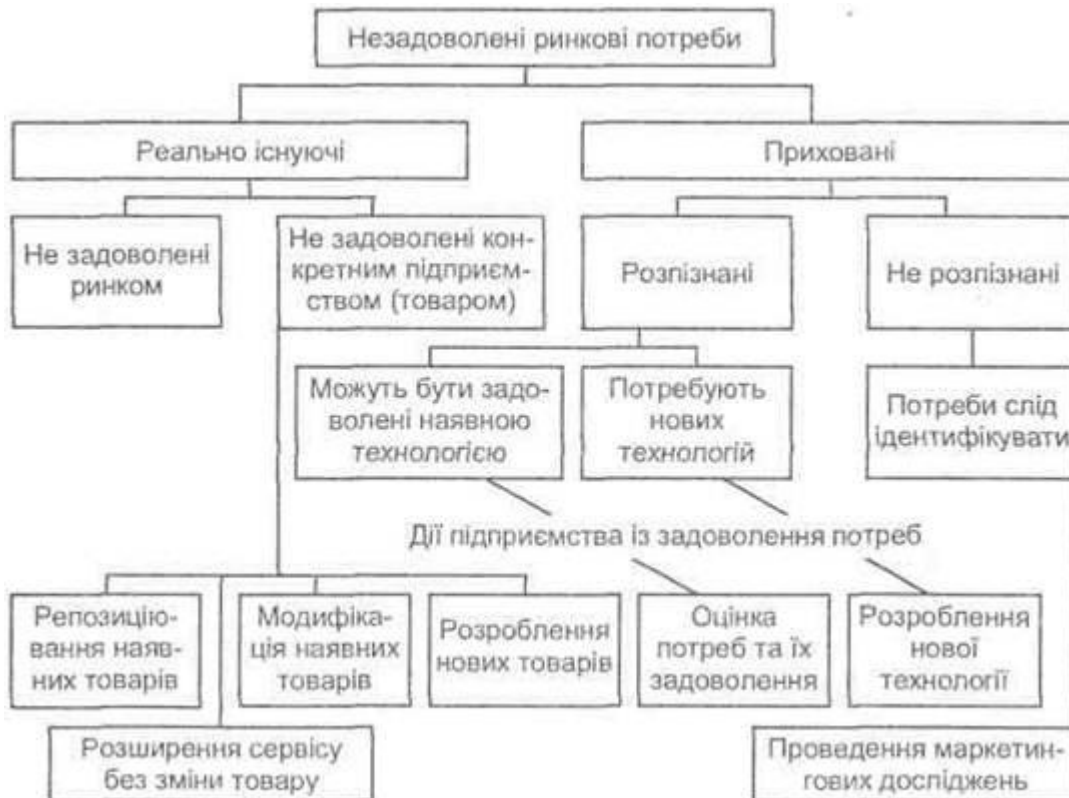 Незадоволені ринкові потреби
Реально існуючі
Приховані
Не задоволені
ринком
Не задоволені кон-
кретним підприєм-
ством (товаром)
Розпізнані
Не розпізнані
Можуть бути задо-
волені наявною
технологією
Потребують
нових
технологій
Потреби слід
ідентифікувати
Дії підприємства із задоволення потреб
Репозицію-
вання наяв-
них товарів
Модифіка-
ція наявних
товарів
Розроблення
нових товарів
Оцінка
потреб та їх
задоволення
Розроблення
нової
технології
Розширення сервісу
без зміни товару
Проведення маркетин-
гових досліджень